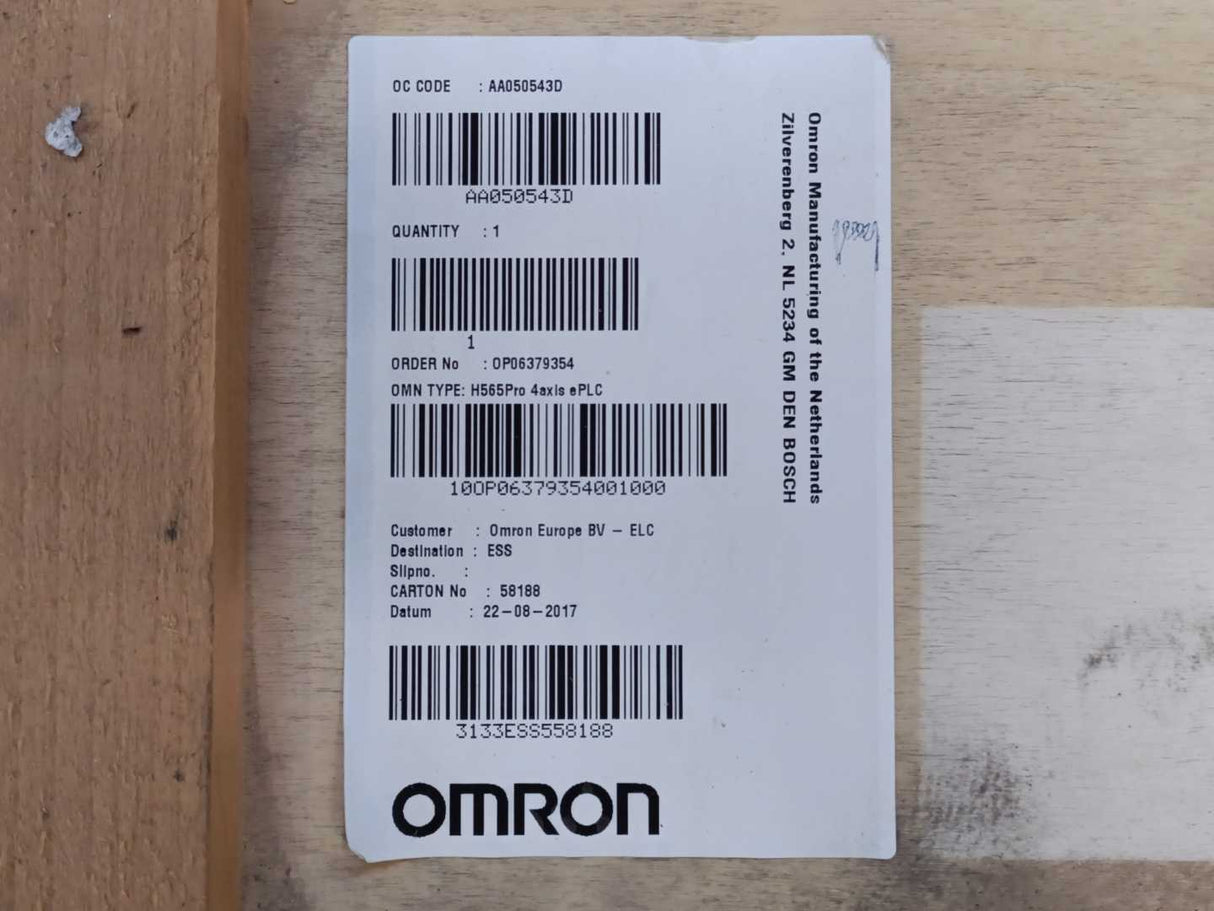 OC CODE : AA050543D
AA050543D
QUANTITY : 1
1
ORDER No : OP06379354
OMN TYPE: H565Pro 4axis ePLC
10OP06379354001000
Customer : Omron Europe BV – ELC
Destination : ESS
Slipno. :
CARTON No : 58188
Datum : 22–08–2017
3133ESS558188
OMRON
Omron Manufacturing of the Netherlands
Zilverenberg 2, NL 5234 GM DEN BOSCH